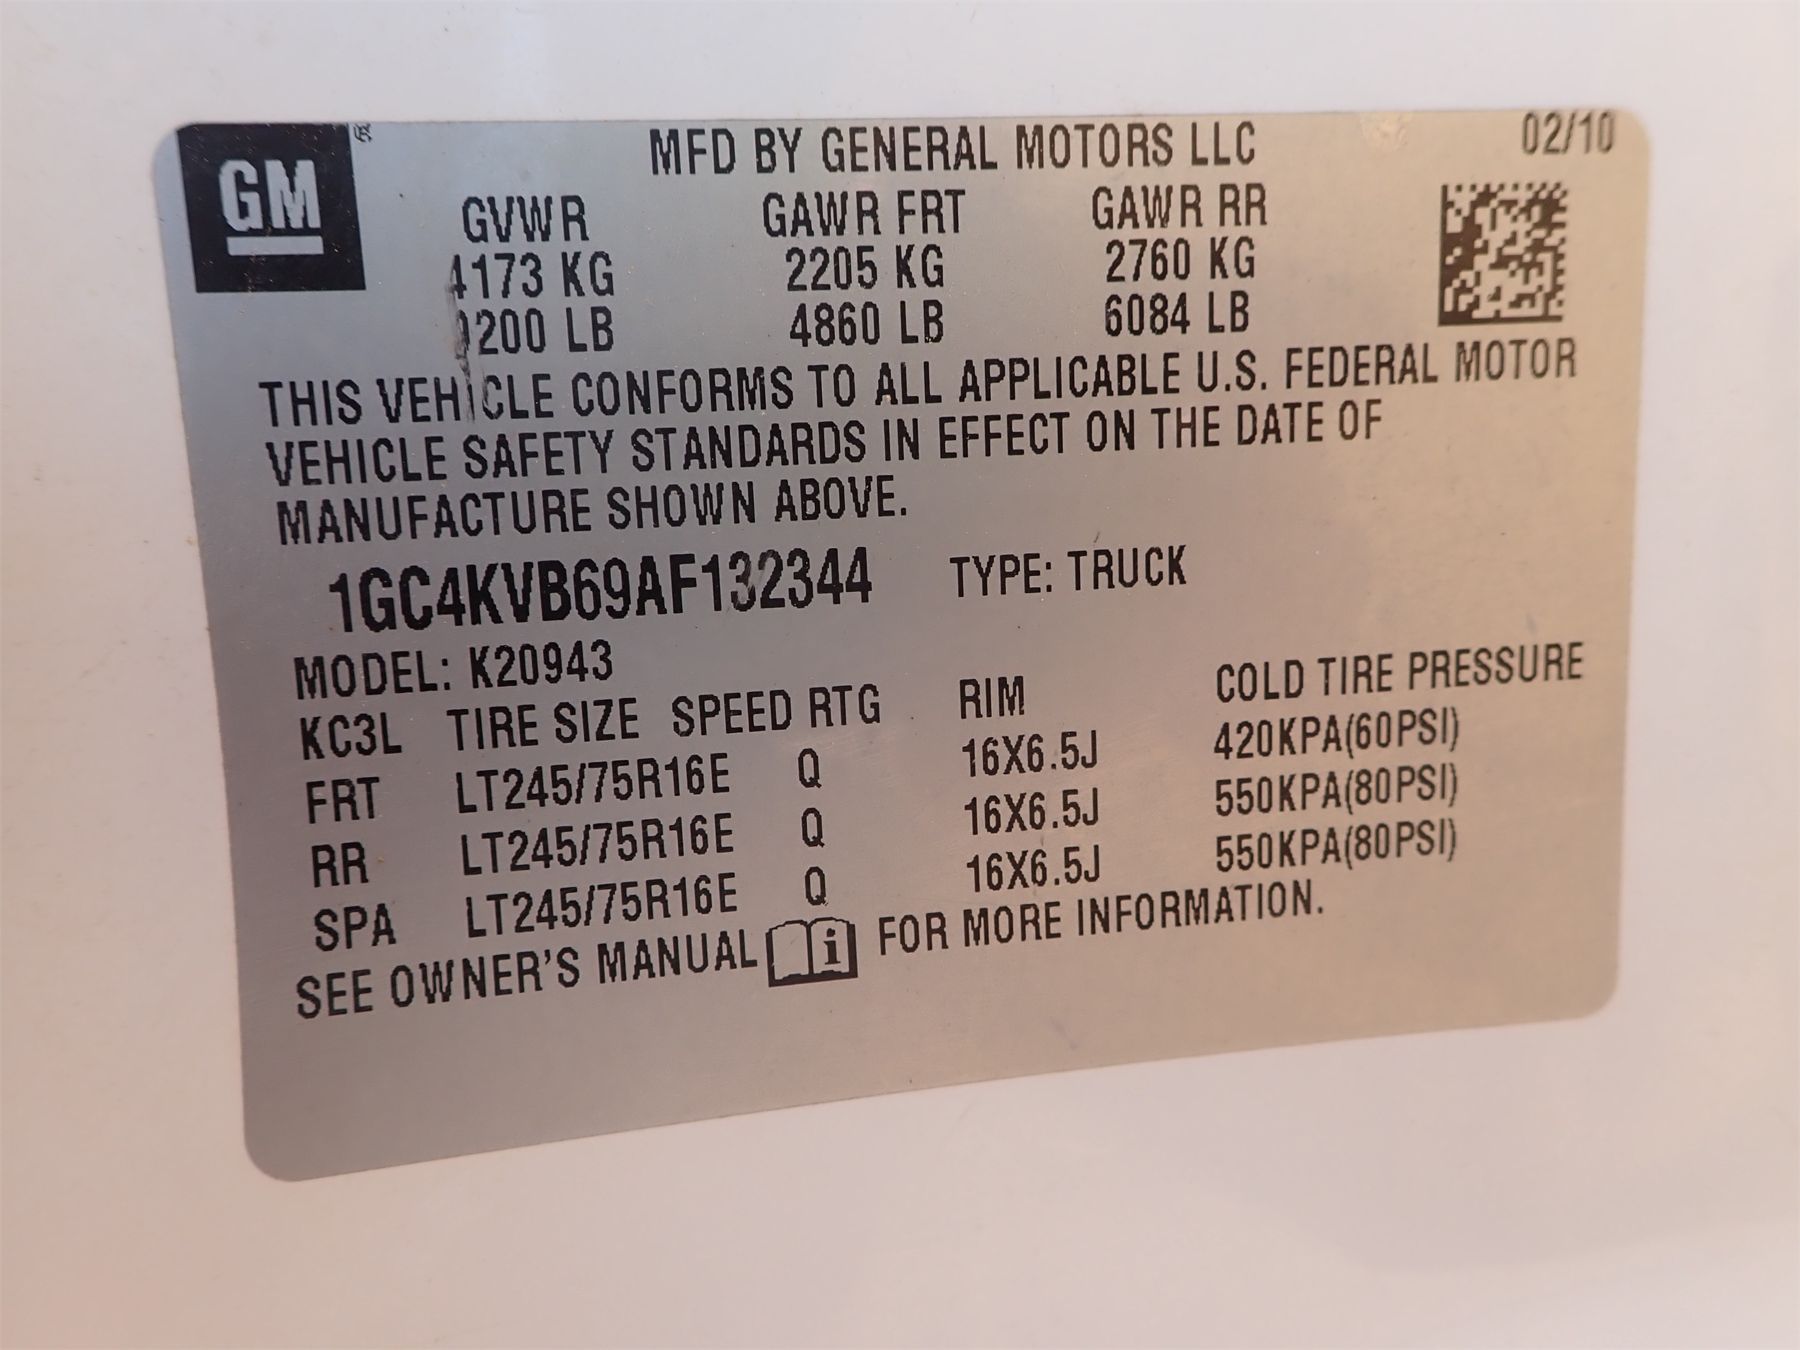 GM ®
MFD BY GENERAL MOTORS LLC 02/10
GVWR GAWR FRT GAWR RR
4173 KG 2205 KG 2760 KG
9200 LB 4860 LB 6084 LB
THIS VEHICLE CONFORMS TO ALL APPLICABLE U.S. FEDERAL MOTOR
VEHICLE SAFETY STANDARDS IN EFFECT ON THE DATE OF
MANUFACTURE SHOWN ABOVE.
1GC4KVB69AF132344 TYPE: TRUCK
MODEL: K20943
KC3L TIRE SIZE SPEED RTG RIM COLD TIRE PRESSURE
FRT LT245/75R16E Q 16X6.5J 420KPA(60PSI)
RR LT245/75R16E Q 16X6.5J 550KPA(80PSI)
SPA LT245/75R16E Q 16X6.5J 550KPA(80PSI)
SEE OWNER'S MANUAL i FOR MORE INFORMATION.